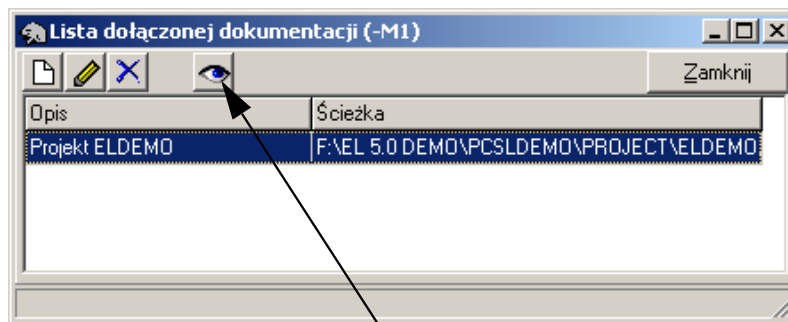 Lista dołączonej dokumentacji (-M1)
Zamknij
Opis Ścieżka
Projekt ELDEMO F:\EL 5.0 DEMO\PCSLDEMO\PROJECT\ELDEMO